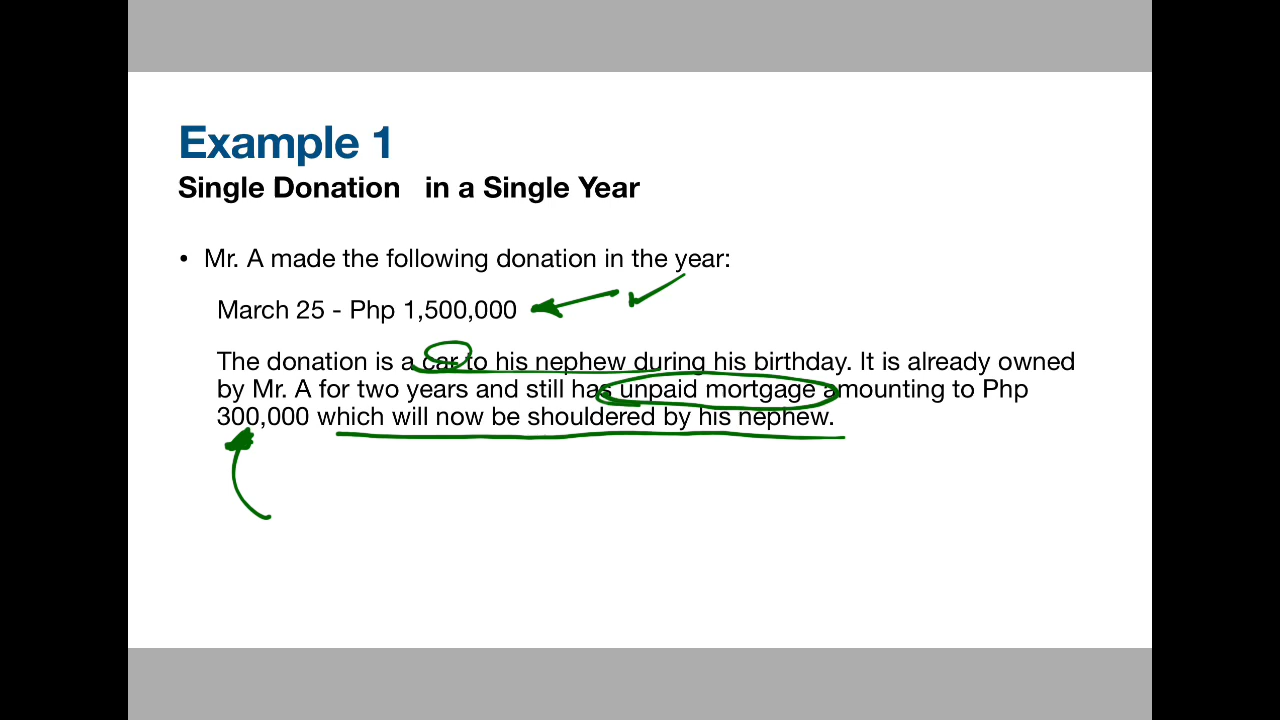 Example 1
Single Donation in a Single Year
• Mr. A made the following donation in the year:
March 25 - Php 1,500,000
The donation is a car to his nephew during his birthday. It is already owned
by Mr. A for two years and still has unpaid mortgage amounting to Php
300,000 which will now be shouldered by his nephew.